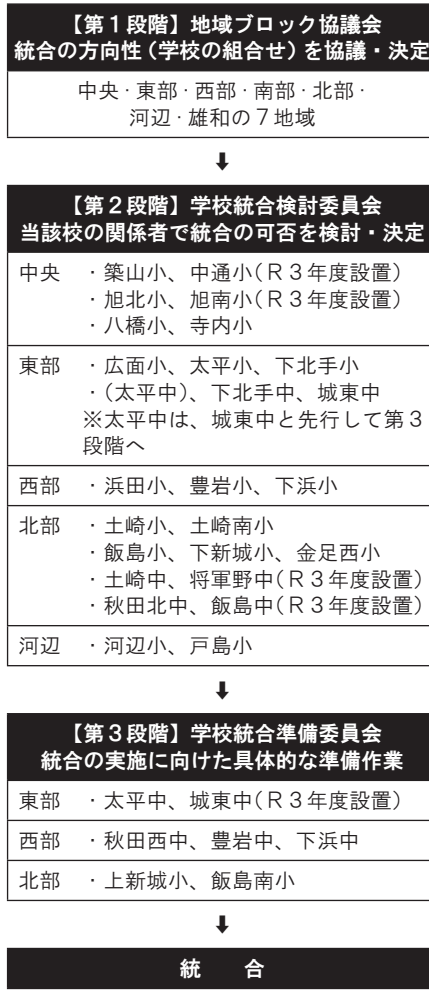 【第１段階】地域ブロック協議会
統合の方向性（学校の組合せ）を協議・決定
中央・東部・西部・南部・北部・
河辺・雄和の７地域
⬇
【第２段階】学校統合検討委員会
当該校の関係者で統合の可否を検討・決定
中央　・築山小、中通小（Ｒ３年度設置）
・旭北小、旭南小（Ｒ３年度設置）
・八橋小、寺内小
東部　・広面小、太平小、下北手小
・（太平中）、下北手中、城東中
※太平中は、城東中と先行して第３
段階へ
西部　・浜田小、豊岩小、下浜小
北部　・土崎小、土崎南小
・飯島小、下新城小、金足西小
・土崎中、将軍野中（Ｒ３年度設置）
・秋田北中、飯島中（Ｒ３年度設置）
河辺　・河辺小、戸島小
⬇
【第３段階】学校統合準備委員会
統合の実施に向けた具体的な準備作業
東部　・太平中、城東中（Ｒ３年度設置）
西部　・秋田西中、豊岩中、下浜中
北部　・上新城小、飯島南小
⬇
統　合